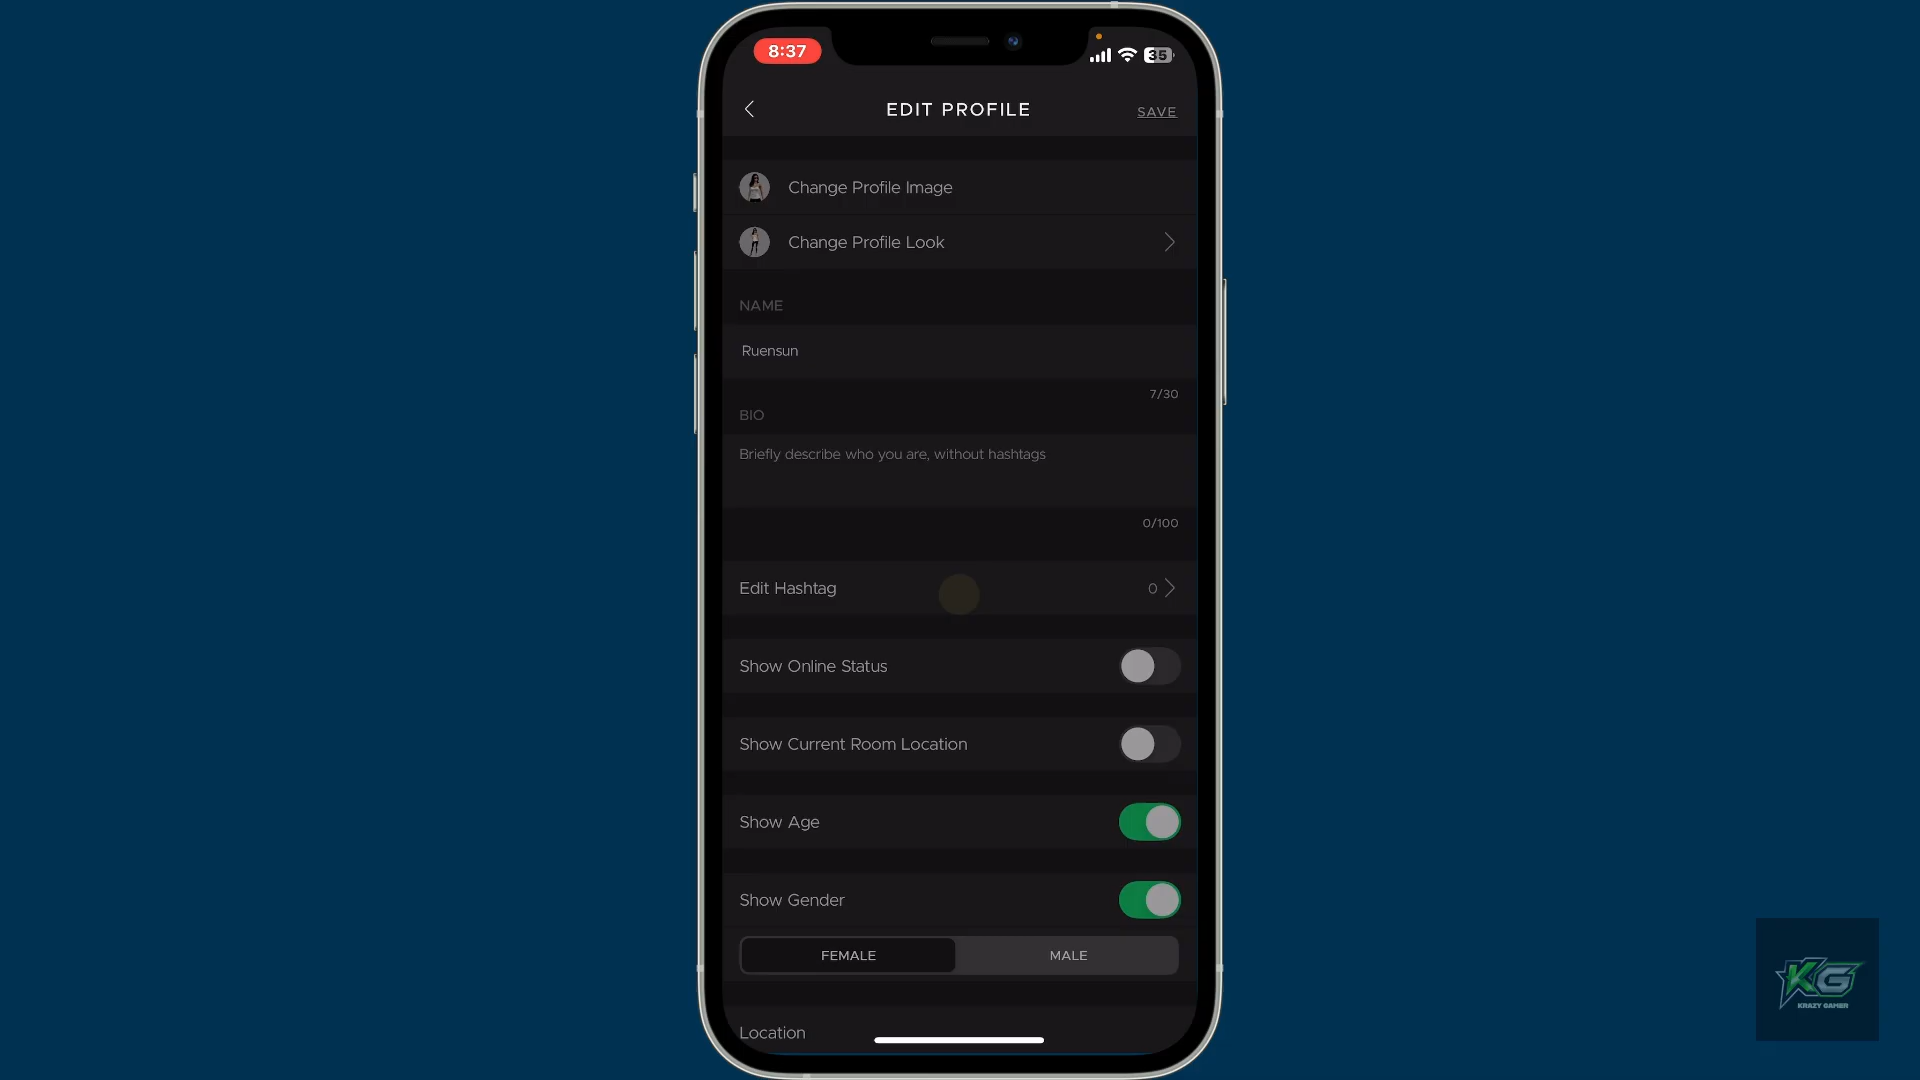 8:37
35
EDIT PROFILE
SAVE
Change Profile Image
Change Profile Look
NAME
Ruensun
7/30
BIO
Briefly describe who you are, without hashtags
0/100
Edit Hashtag
0
Show Online Status
Show Current Room Location
Show Age
Show Gender
FEMALE
MALE
Location
KG
KRAZY GAMER